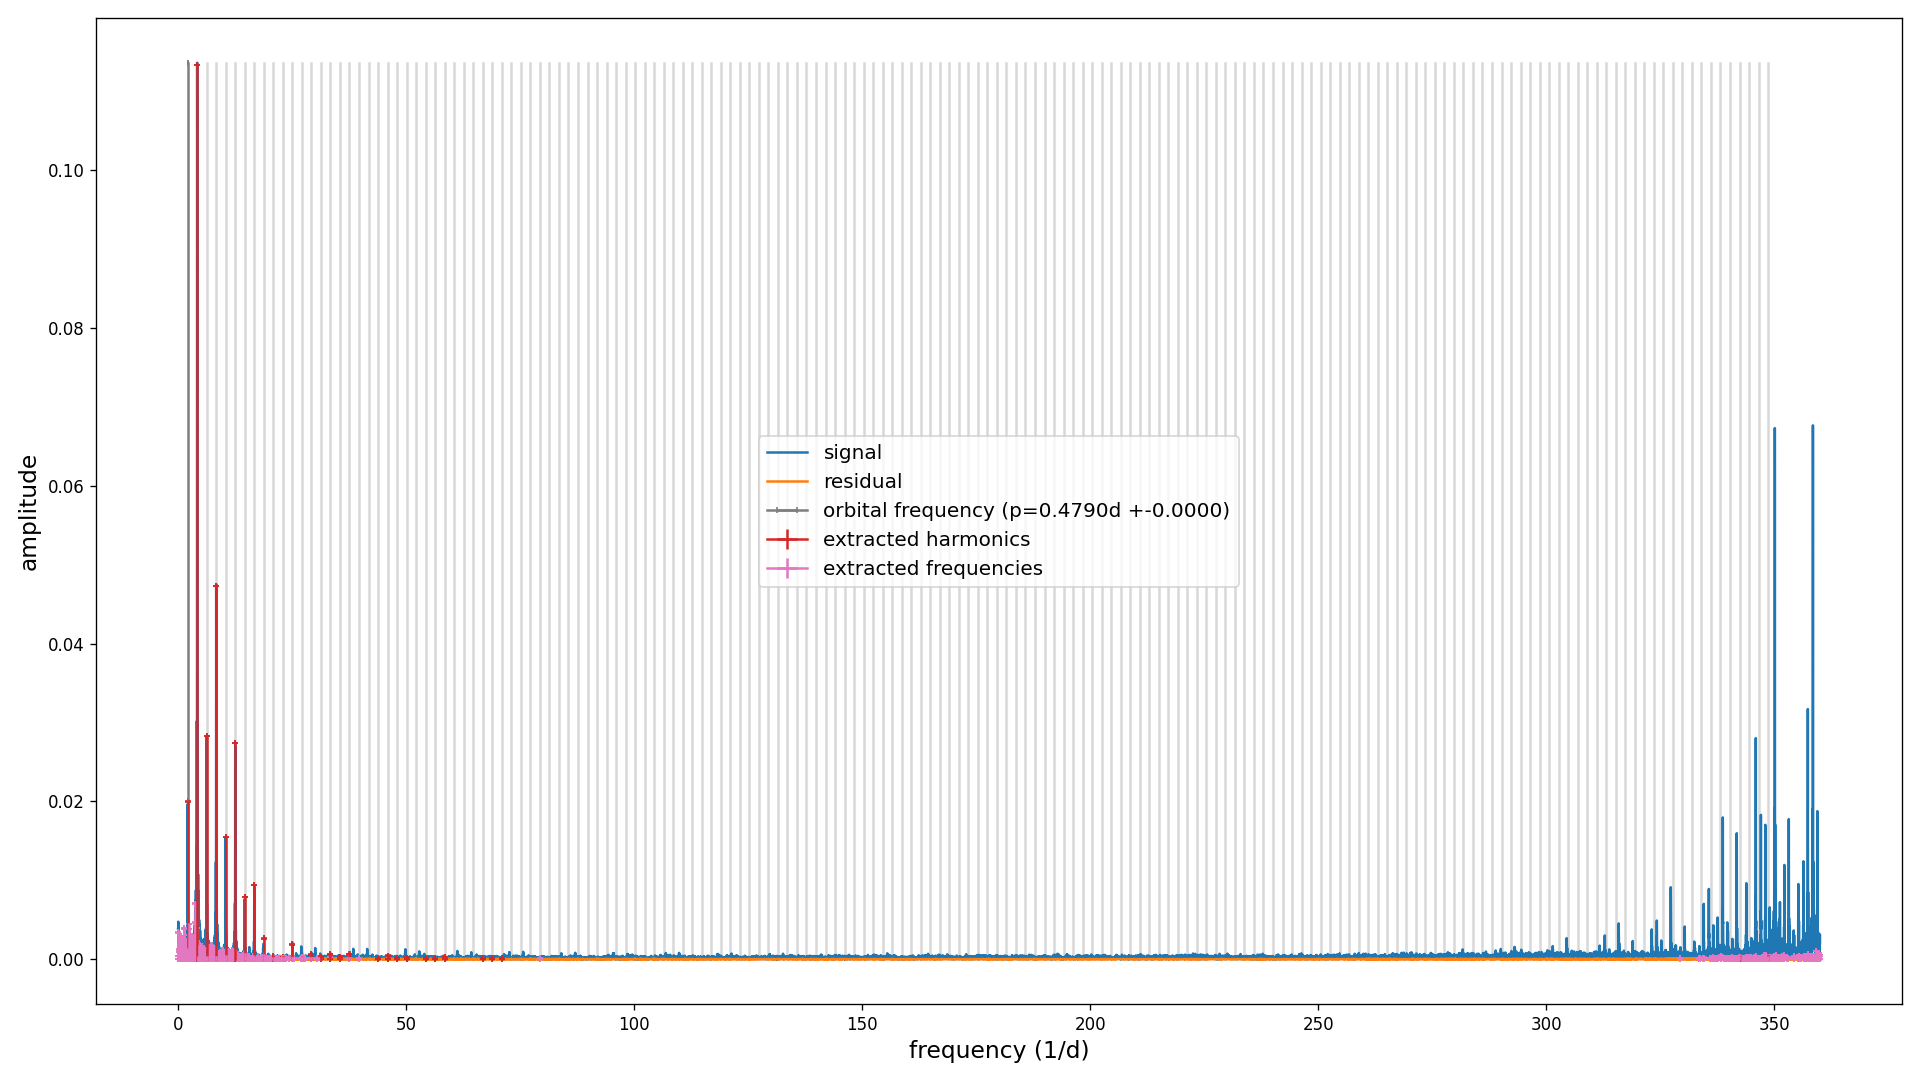 0.10
0.08
0.06
0.04
0.02
0.00
amplitude
signal
residual
orbital frequency (p=0.4790d +-0.0000)
extracted harmonics
extracted frequencies
0 50 100 150 200 250 300 350
frequency (1/d)